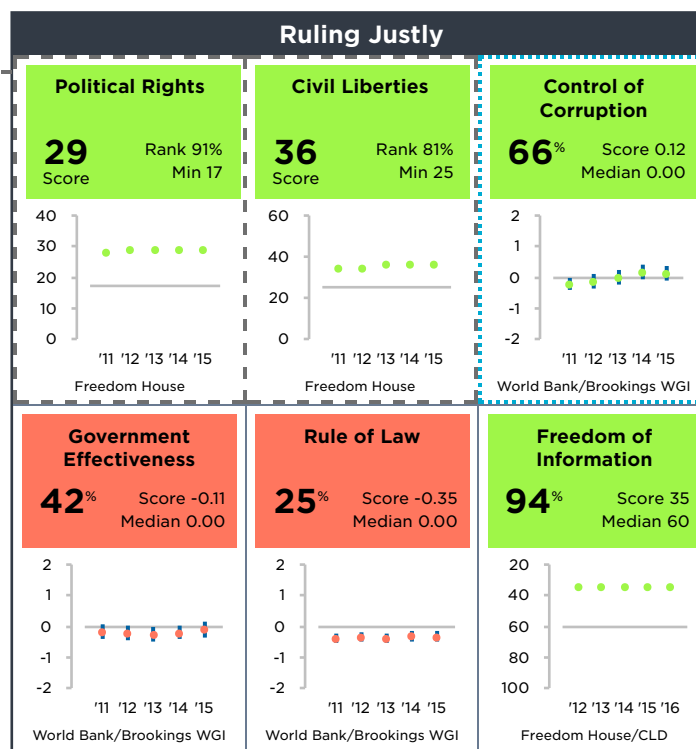 Ruling Justly
Political Rights
29
Score
Rank 91%
Min 17
40
30
20
10
0
'11 '12 '13 '14 '15
Freedom House
Civil Liberties
36
Score
Rank 81%
Min 25
60
40
20
0
'11 '12 '13 '14 '15
Freedom House
Control of
Corruption
66%
Score 0.12
Median 0.00
2
1
0
-1
-2
'11 '12 '13 '14 '15
World Bank/Brookings WGI
Government
Effectiveness
42%
Score -0.11
Median 0.00
2
1
0
-1
-2
'11 '12 '13 '14 '15
World Bank/Brookings WGI
Rule of Law
25%
Score -0.35
Median 0.00
2
1
0
-1
-2
'11 '12 '13 '14 '15
World Bank/Brookings WGI
Freedom of
Information
94%
Score 35
Median 60
20
40
60
80
100
'12 '13 '14 '15 '16
Freedom House/CLD